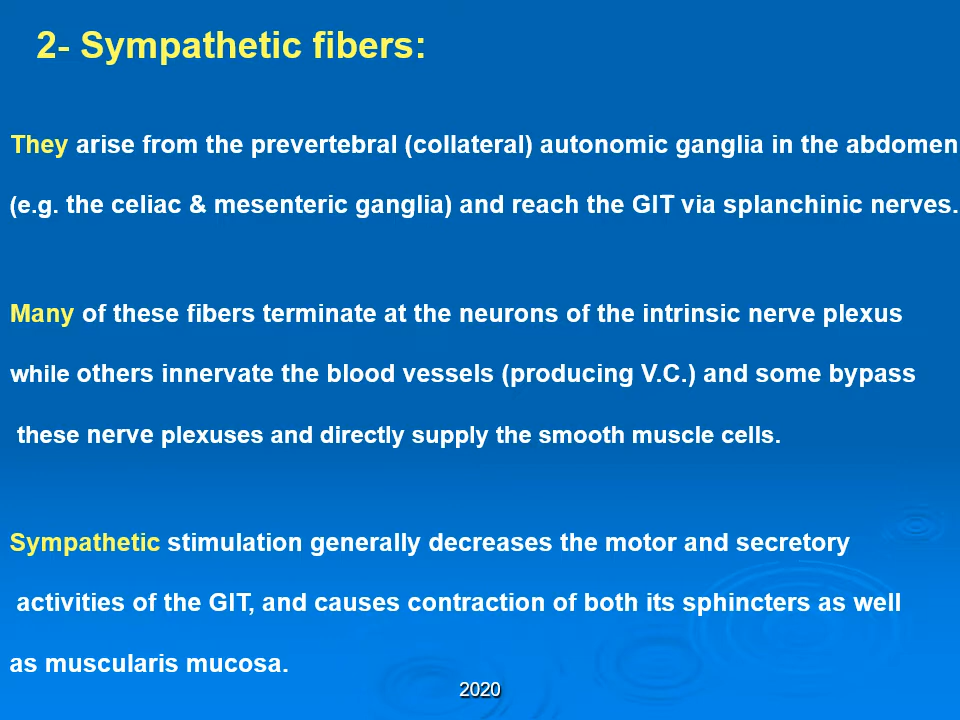 2- Sympathetic fibers:
They arise from the prevertebral (collateral) autonomic ganglia in the abdomen
(e.g. the celiac & mesenteric ganglia) and reach the GIT via splanchinic nerves.
Many of these fibers terminate at the neurons of the intrinsic nerve plexus
while others innervate the blood vessels (producing V.C.) and some bypass
these nerve plexuses and directly supply the smooth muscle cells.
Sympathetic stimulation generally decreases the motor and secretory
activities of the GIT, and causes contraction of both its sphincters as well
as muscularis mucosa.
2020